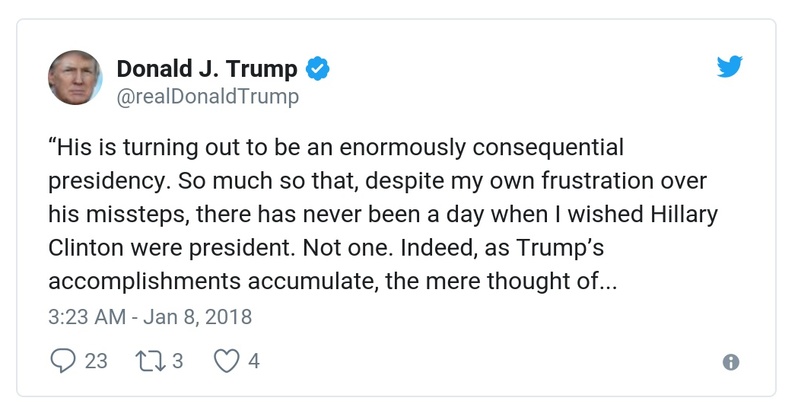 Donald J. Trump
@realDonaldTrump
“His is turning out to be an enormously consequential
presidency. So much so that, despite my own frustration over
his missteps, there has never been a day when I wished Hillary
Clinton were president. Not one. Indeed, as Trump’s
accomplishments accumulate, the mere thought of...
3:23 AM - Jan 8, 2018
23 3 4